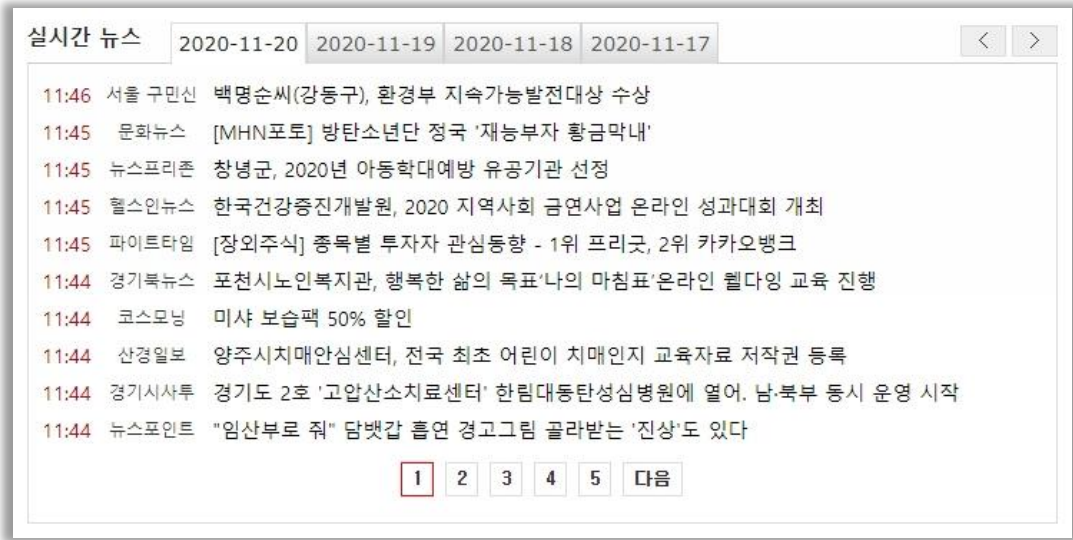 실시간 뉴스 2020-11-20 2020-11-19 2020-11-18 2020-11-17 < >
11:46 서울 구민신 백명순씨(강동구), 환경부 지속가능발전대상 수상
11:45 문화뉴스 [MHN포토] 방탄소년단 정국 '재능부자 황금막내'
11:45 뉴스프리존 창녕군, 2020년 아동학대예방 유공기관 선정
11:45 헬스인뉴스 한국건강증진개발원, 2020 지역사회 금연사업 온라인 성과대회 개최
11:45 파이트타임 [장외주식] 종목별 투자자 관심동향 - 1위 프리굿, 2위 카카오뱅크
11:44 경기북뉴스 포천시노인복지관, 행복한 삶의 목표‘나의 마침표’온라인 웰다잉 교육 진행
11:44 코스모닝 미샤 보습팩 50% 할인
11:44 산경일보 양주시치매안심센터, 전국 최초 어린이 치매인지 교육자료 저작권 등록
11:44 경기시사투 경기도 2호 '고압산소치료센터' 한림대동탄성심병원에 열어. 남·북부 동시 운영 시작
11:44 뉴스포인트 "임산부로 줘" 담뱃갑 흡연 경고그림 골라받는 '진상'도 있다
1 2 3 4 5 다음